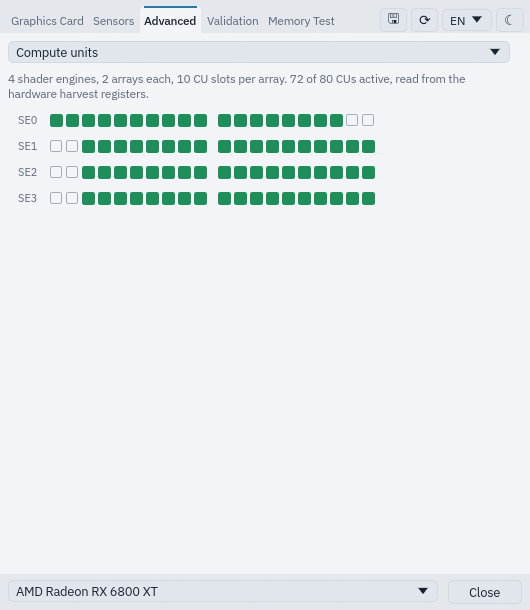 Graphics Card Sensors Advanced Validation Memory Test EN
Compute units
4 shader engines, 2 arrays each, 10 CU slots per array. 72 of 80 CUs active, read from the
hardware harvest registers.
SE0
SE1
SE2
SE3
AMD Radeon RX 6800 XT Close